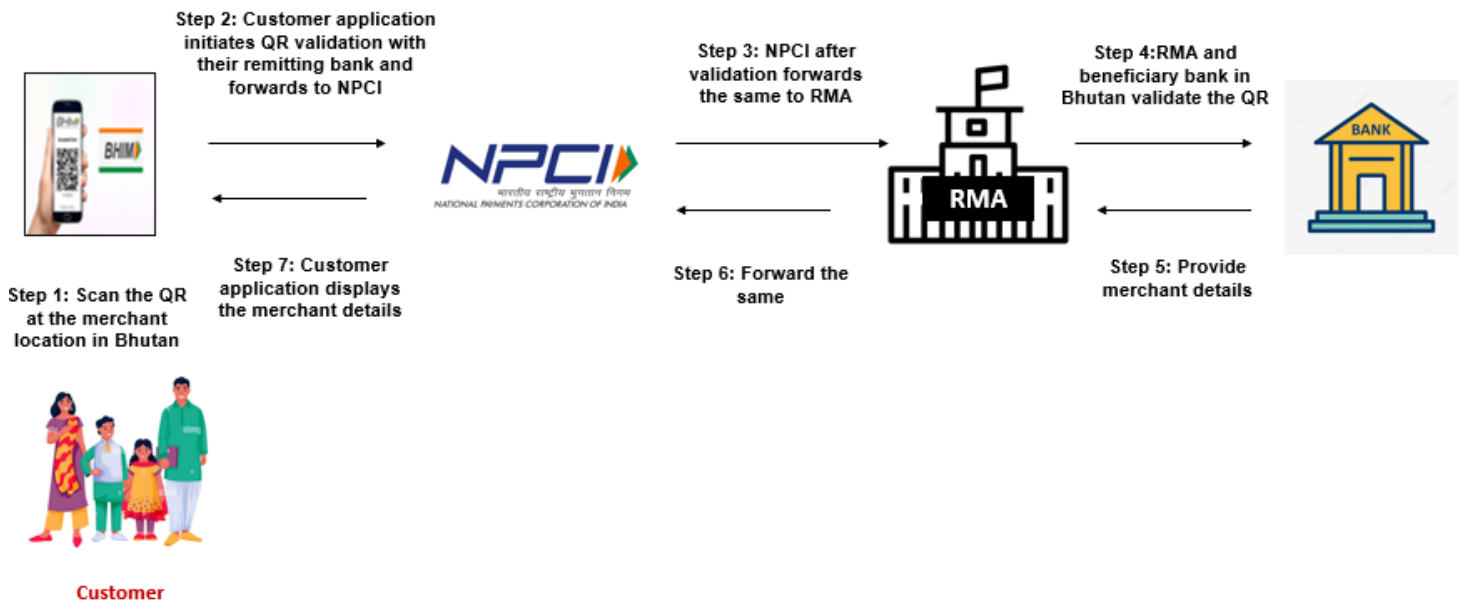 Step 2: Customer application
initiates QR validation with
their remitting bank and
forwards to NPCI
Step 3: NPCI after
validation forwards
the same to RMA
Step 4:RMA and
beneficiary bank in
Bhutan validate the QR
BHIM
NPCI
भारतीय राष्ट्रीय भुगतान निगम
NATIONAL PAYMENTS CORPORATION OF INDIA
RMA
BANK
Step 7: Customer
application displays
the merchant details
Step 6: Forward the
same
Step 5: Provide
merchant details
Step 1: Scan the QR
at the merchant
location in Bhutan
Customer